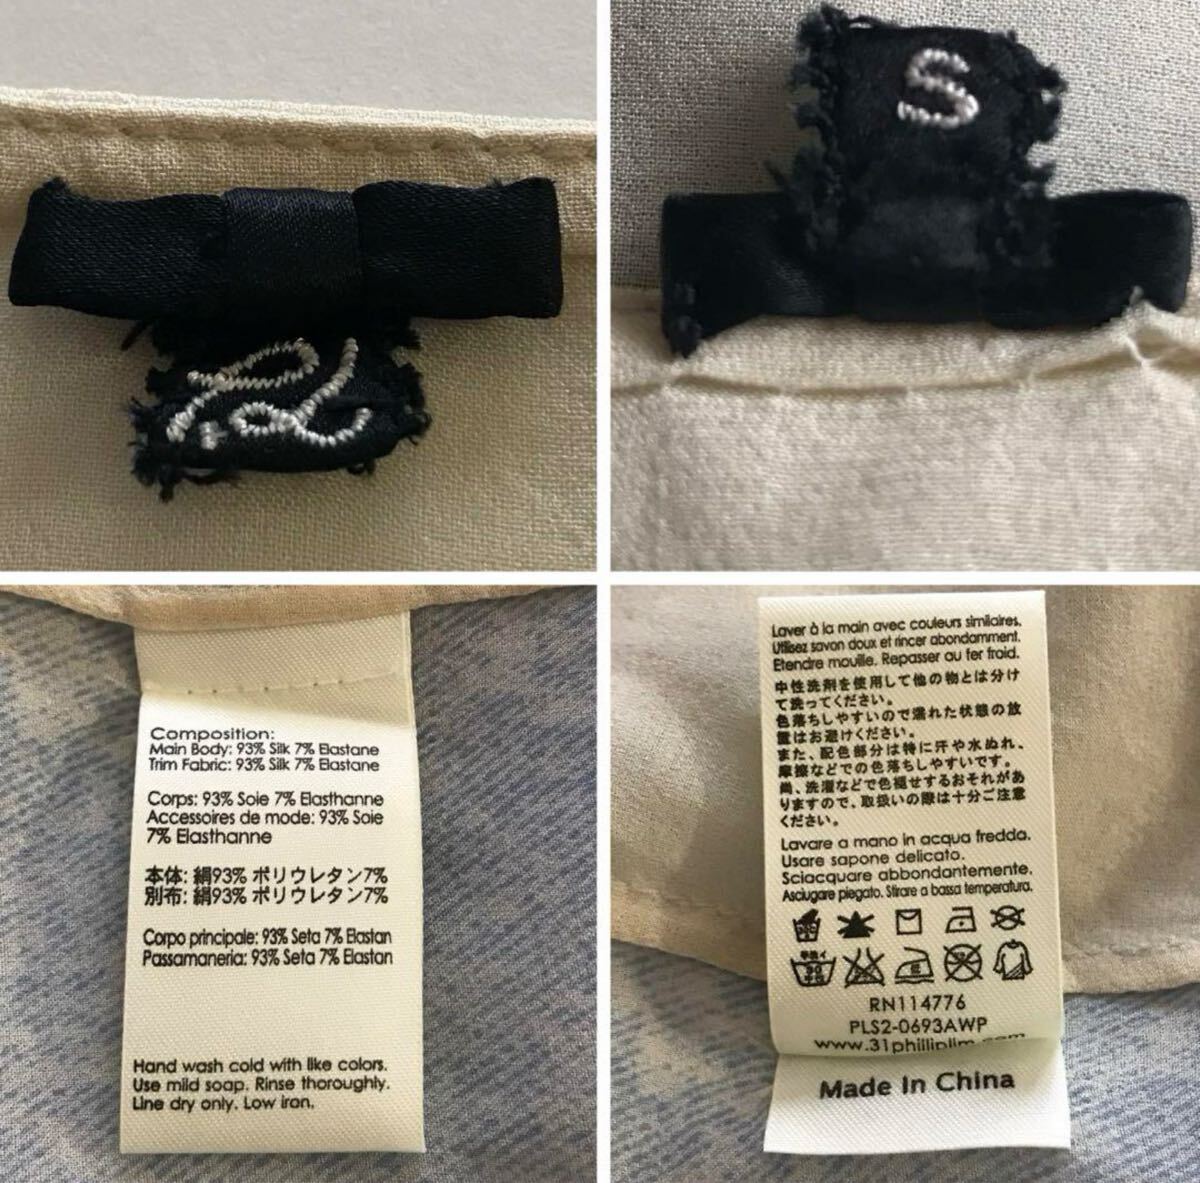 S
Composition:
Main Body: 93% Silk 7% Elastane
Trim Fabric: 93% Silk 7% Elastane
Corps: 93% Soie 7% Elasthanne
Accessoires de mode: 93% Soie
7% Elasthanne
本体: 絹93% ポリウレタン7%
別布: 絹93% ポリウレタン7%
Corpo principale: 93% Seta 7% Elastan
Passamaneria: 93% Seta 7% Elastan
Hand wash cold with like colors.
Use mild soap. Rinse thoroughly.
Line dry only. Low iron.
Laver à la main avec couleurs similaires.
Utilisez savon doux et rincer abondamment.
Etendre mouille. Repasser au fer froid.
中性洗剤を使用して他の物とは分け
て洗ってください。
色落ちしやすいので濡れた状態の放
置はお避けください。
また、配色部分は特に汗や水ぬれ、
摩擦などでの色落ちしやすいです。
尚、洗濯などで色褪せするおそれがあ
りますので、取扱いの際は十分ご注意
ください。
Lavare a mano in acqua fredda.
Usare sapone delicato.
Sciacquare abbondantemente.
Asciugare piegato. Stirare a bassa temperatura.
RN114776
PLS2-0693AWP
www.31philliplim.com
Made In China